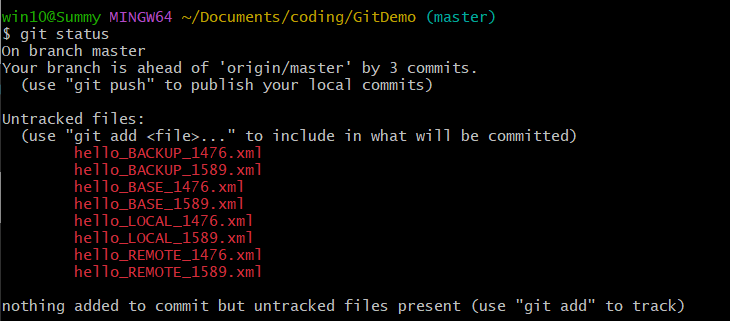 win10@Summy MINGW64 ~/Documents/coding/GitDemo (master)
$ git status
On branch master
Your branch is ahead of 'origin/master' by 3 commits.
  (use "git push" to publish your local commits)

Untracked files:
  (use "git add <file>..." to include in what will be committed)
        hello_BACKUP_1476.xml
        hello_BACKUP_1589.xml
        hello_BASE_1476.xml
        hello_BASE_1589.xml
        hello_LOCAL_1476.xml
        hello_LOCAL_1589.xml
        hello_REMOTE_1476.xml
        hello_REMOTE_1589.xml

nothing added to commit but untracked files present (use "git add" to track)